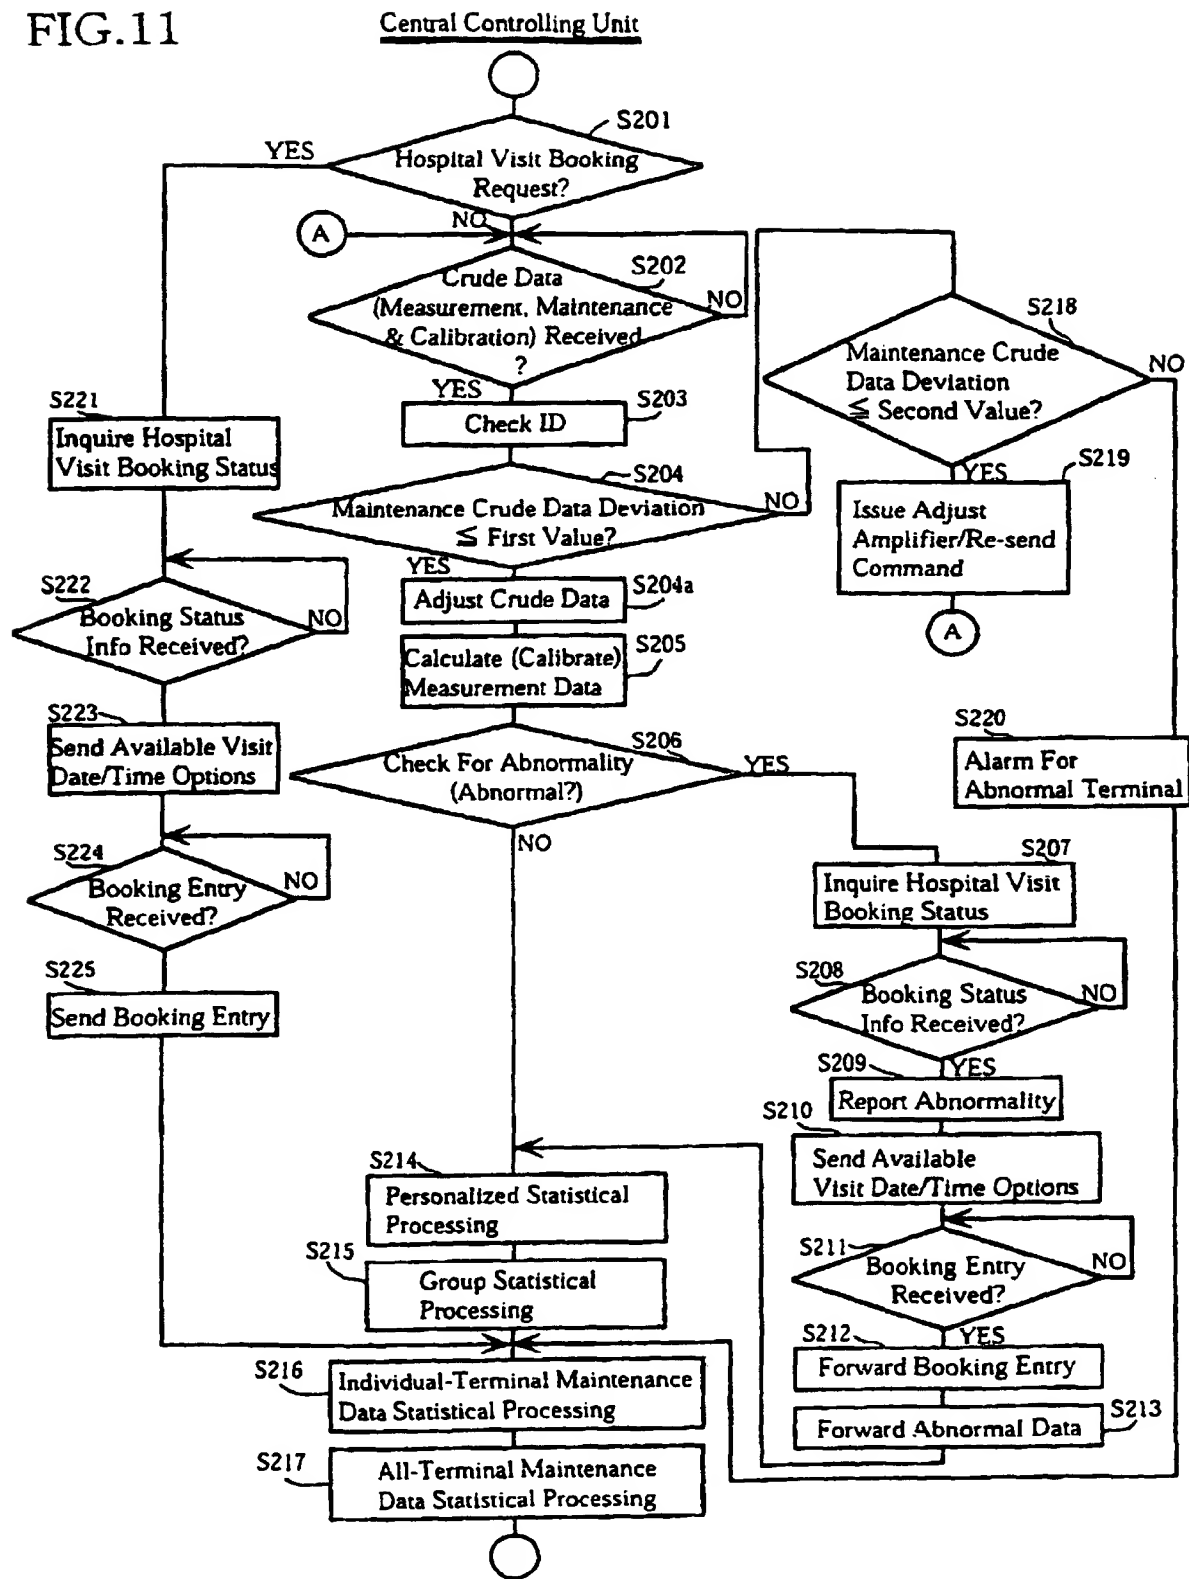 FIG.11
Central Controlling Unit
S201
YES
Hospital Visit Booking
Request?
NO
A
S202
Crude Data
(Measurement, Maintenance
& Calibration) Received
?
NO
YES
S203
Check ID
S204
Maintenance Crude Data Deviation
≦ First Value?
NO
YES
S204a
Adjust Crude Data
S205
Calculate (Calibrate)
Measurement Data
S206
Check For Abnormality
(Abnormal?)
YES
NO
S218
Maintenance Crude
Data Deviation
≦ Second Value?
NO
YES
S219
Issue Adjust
Amplifier/Re-send
Command
A
S220
Alarm For
Abnormal Terminal
S221
Inquire Hospital
Visit Booking Status
S222
Booking Status
Info Received?
NO
S223
Send Available Visit
Date/Time Options
S224
Booking Entry
Received?
NO
S225
Send Booking Entry
S207
Inquire Hospital Visit
Booking Status
S208
Booking Status
Info Received?
NO
YES
S209
Report Abnormality
S210
Send Available
Visit Date/Time Options
S211
Booking Entry
Received?
NO
YES
S212
Forward Booking Entry
S213
Forward Abnormal Data
S214
Personalized Statistical
Processing
S215
Group Statistical
Processing
S216
Individual-Terminal Maintenance
Data Statistical Processing
S217
All-Terminal Maintenance
Data Statistical Processing